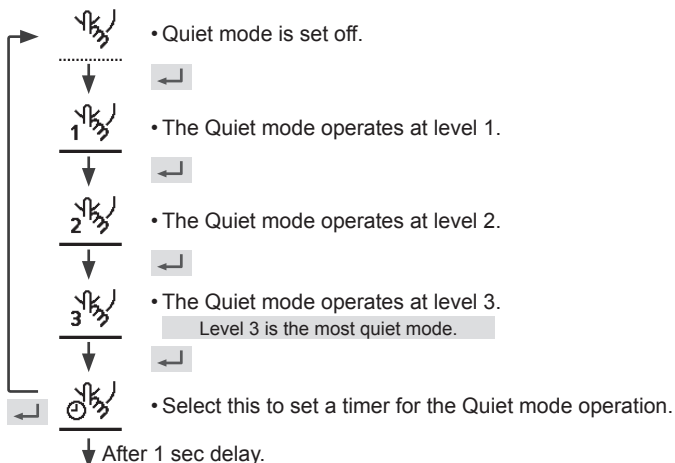 • Quiet mode is set off.
1
• The Quiet mode operates at level 1.
2
• The Quiet mode operates at level 2.
3
• The Quiet mode operates at level 3.
Level 3 is the most quiet mode.
• Select this to set a timer for the Quiet mode operation.
After 1 sec delay.